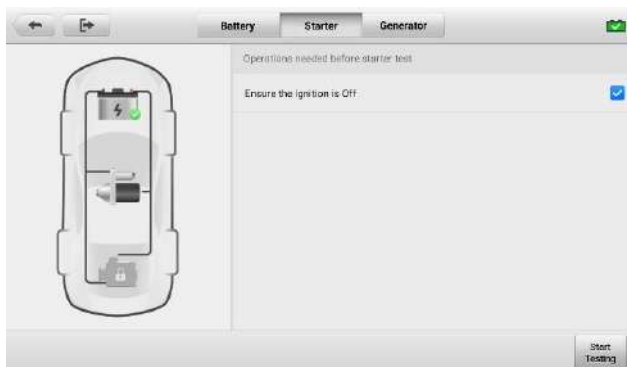 Battery
Starter
Generator
Operations needed before starter test
Ensure the ignition is Off
Start
Testing